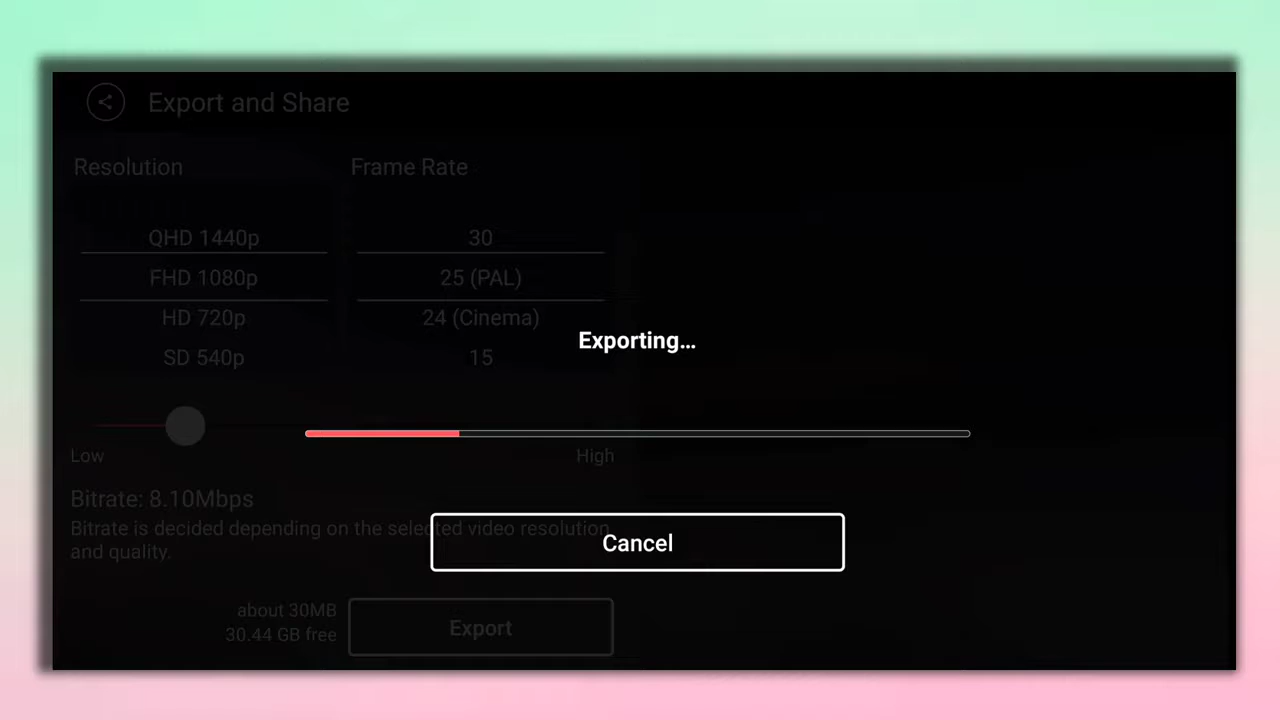 Export and Share
Resolution
Frame Rate
QHD 1440p
30
FHD 1080p
25 (PAL)
HD 720p
24 (Cinema)
SD 540p
15
Exporting...
Low
High
Bitrate: 8.10Mbps
Bitrate is decided depending on the selected video resolution
and quality.
Cancel
about 30MB
30.44 GB free
Export